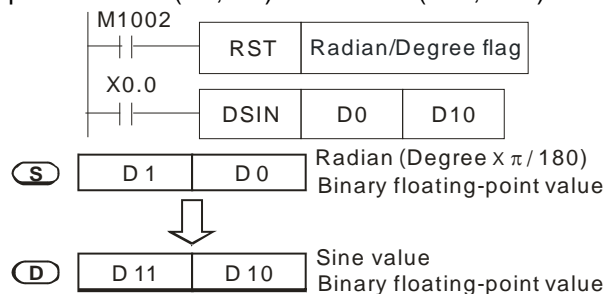 M1002
RST Radian/Degree flag
X0.0
DSIN D0 D10
S D 1 D 0 Radian (Degree x π / 180)
Binary floating-point value
D D 11 D 10 Sine value
Binary floating-point value